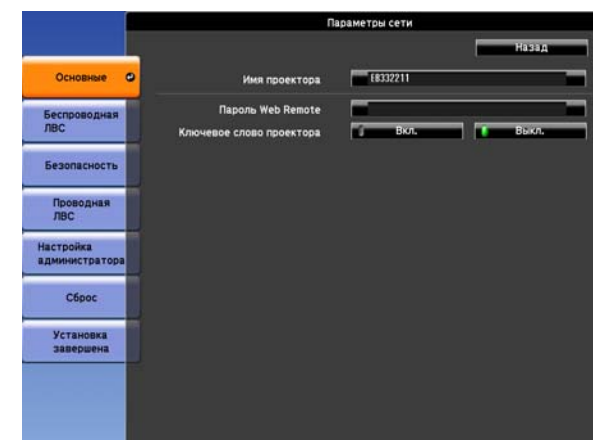 Параметры сети
Назад
Основные
Имя проектора
EB332211
Беспроводная
ЛВС
Пароль Web Remote
Ключевое слово проектора
Вкл.
Выкл.
Безопасность
Проводная
ЛВС
Настройка
администратора
Сброс
Установка
завершена